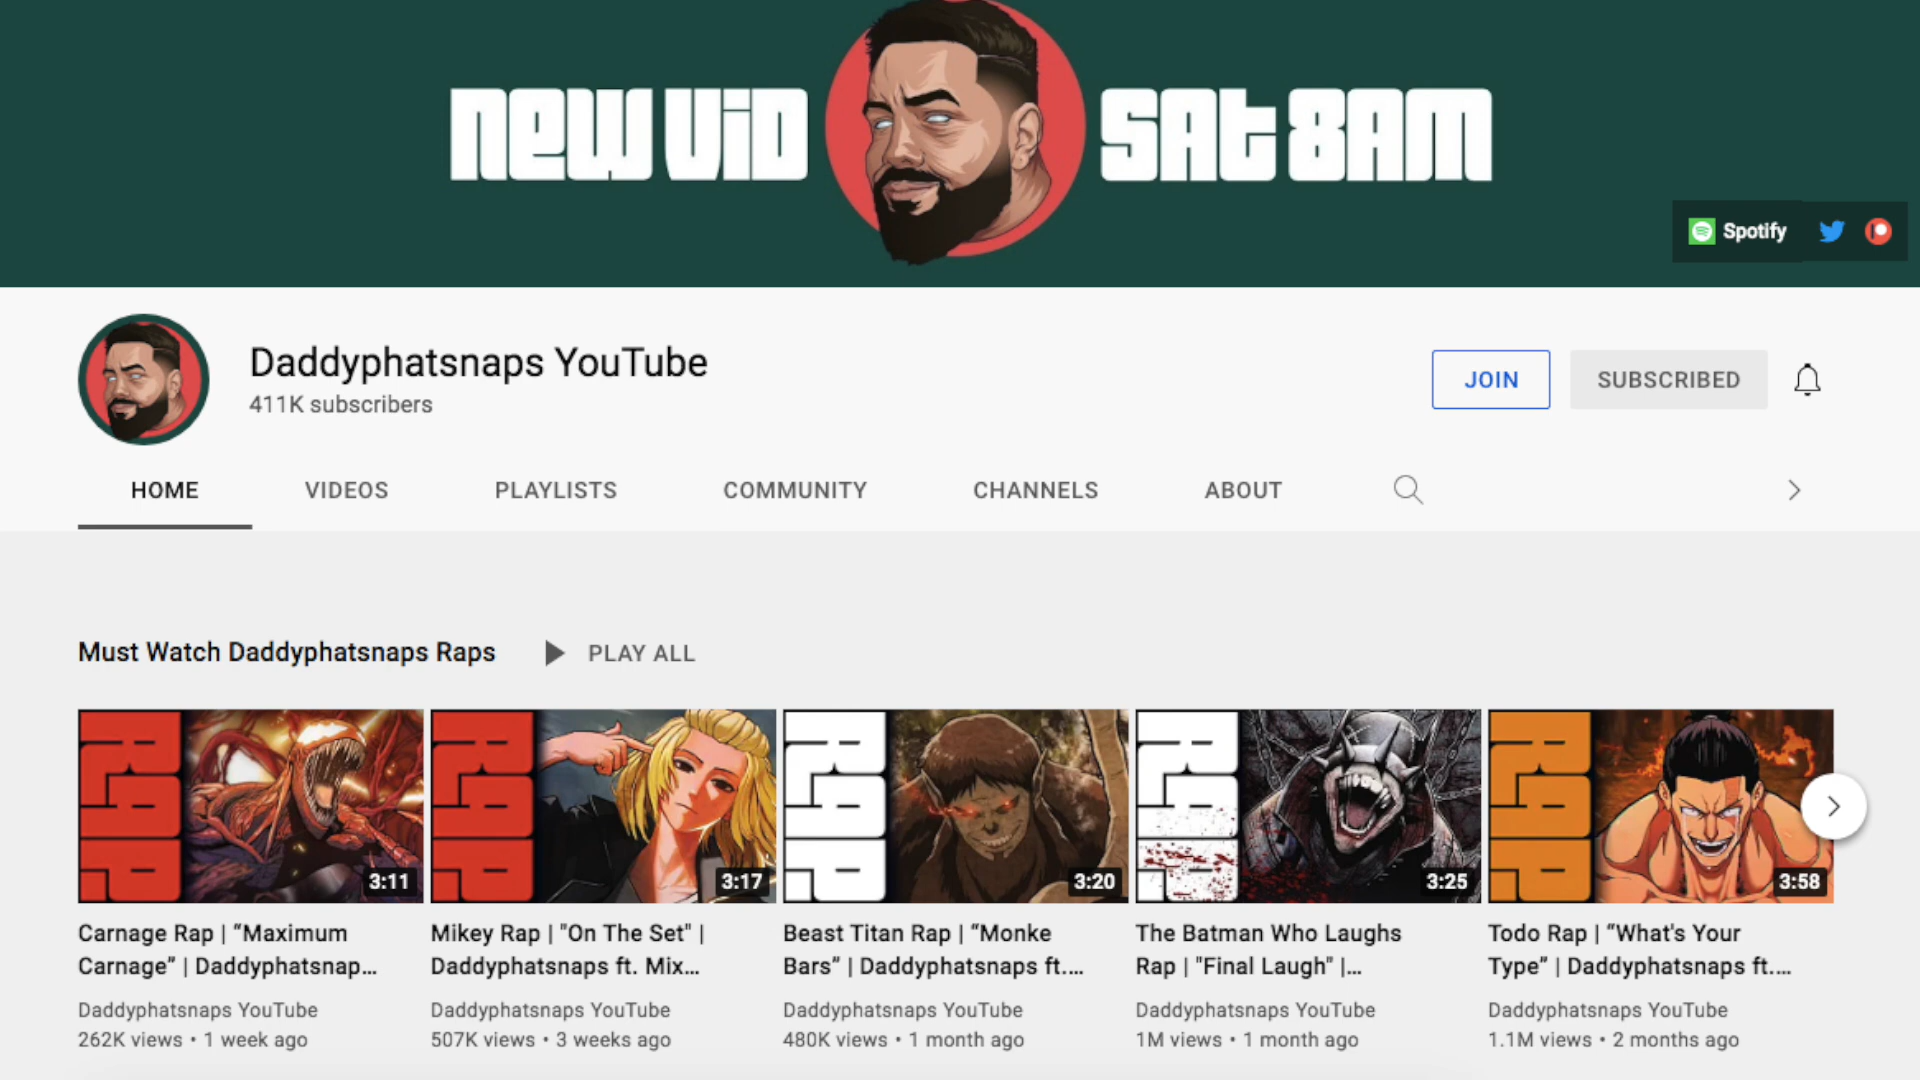 new vid sat 8am
Spotify
Daddyphatsnaps YouTube
411K subscribers
JOIN
SUBSCRIBED
HOME VIDEOS PLAYLISTS COMMUNITY CHANNELS ABOUT
Must Watch Daddyphatsnaps Raps PLAY ALL
RAP RAP RAP RAP RAP
3:11 3:17 3:20 3:25 3:58
Carnage Rap | “Maximum
Carnage” | Daddyphatsnap...
Daddyphatsnaps YouTube
262K views • 1 week ago
Mikey Rap | "On The Set" |
Daddyphatsnaps ft. Mix...
Daddyphatsnaps YouTube
507K views • 3 weeks ago
Beast Titan Rap | “Monke
Bars” | Daddyphatsnaps ft....
Daddyphatsnaps YouTube
480K views • 1 month ago
The Batman Who Laughs
Rap | "Final Laugh" |...
Daddyphatsnaps YouTube
1M views • 1 month ago
Todo Rap | “What's Your
Type” | Daddyphatsnaps ft....
Daddyphatsnaps YouTube
1.1M views • 2 months ago